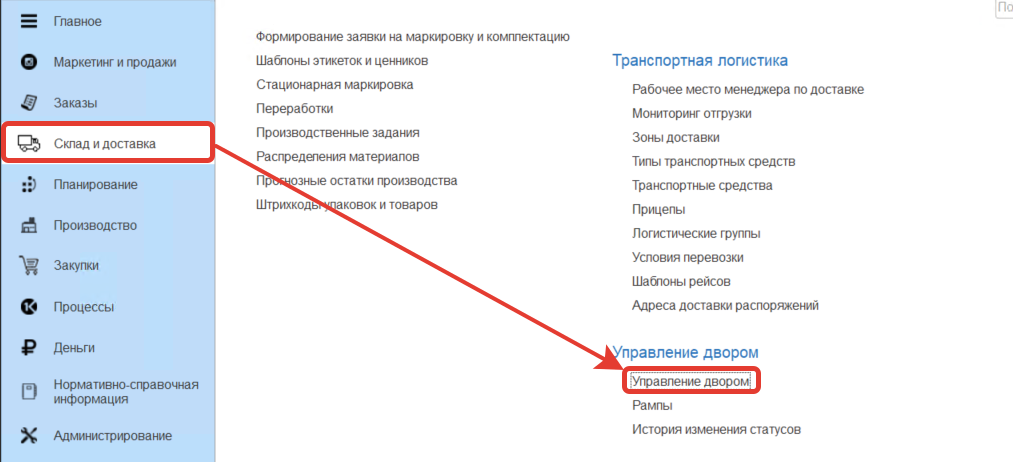 Главное
Маркетинг и продажи
Заказы
Склад и доставка
Планирование
Производство
Закупки
Процессы
Деньги
Нормативно-справочная
информация
Администрирование
Формирование заявки на маркировку и комплектацию
Шаблоны этикеток и ценников
Стационарная маркировка
Переработки
Производственные задания
Распределения материалов
Прогнозные остатки производства
Штрихкоды упаковок и товаров
Транспортная логистика
Рабочее место менеджера по доставке
Мониторинг отгрузки
Зоны доставки
Типы транспортных средств
Транспортные средства
Прицепы
Логистические группы
Условия перевозки
Шаблоны рейсов
Адреса доставки распоряжений
Управление двором
Управление двором
Рампы
История изменения статусов
По